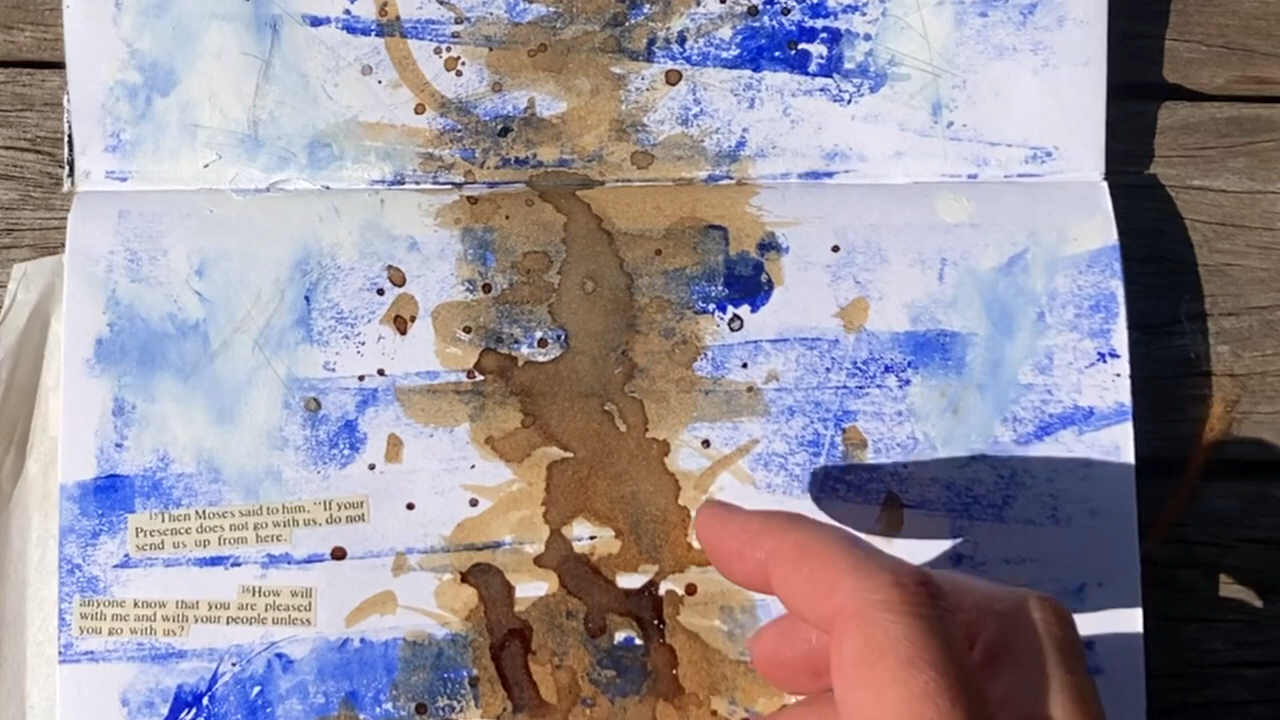 ¹⁵Then Moses said to him, "If your
Presence does not go with us, do not
send us up from here.
¹⁶How will
anyone know that you are pleased
with me and with your people unless
you go with us?